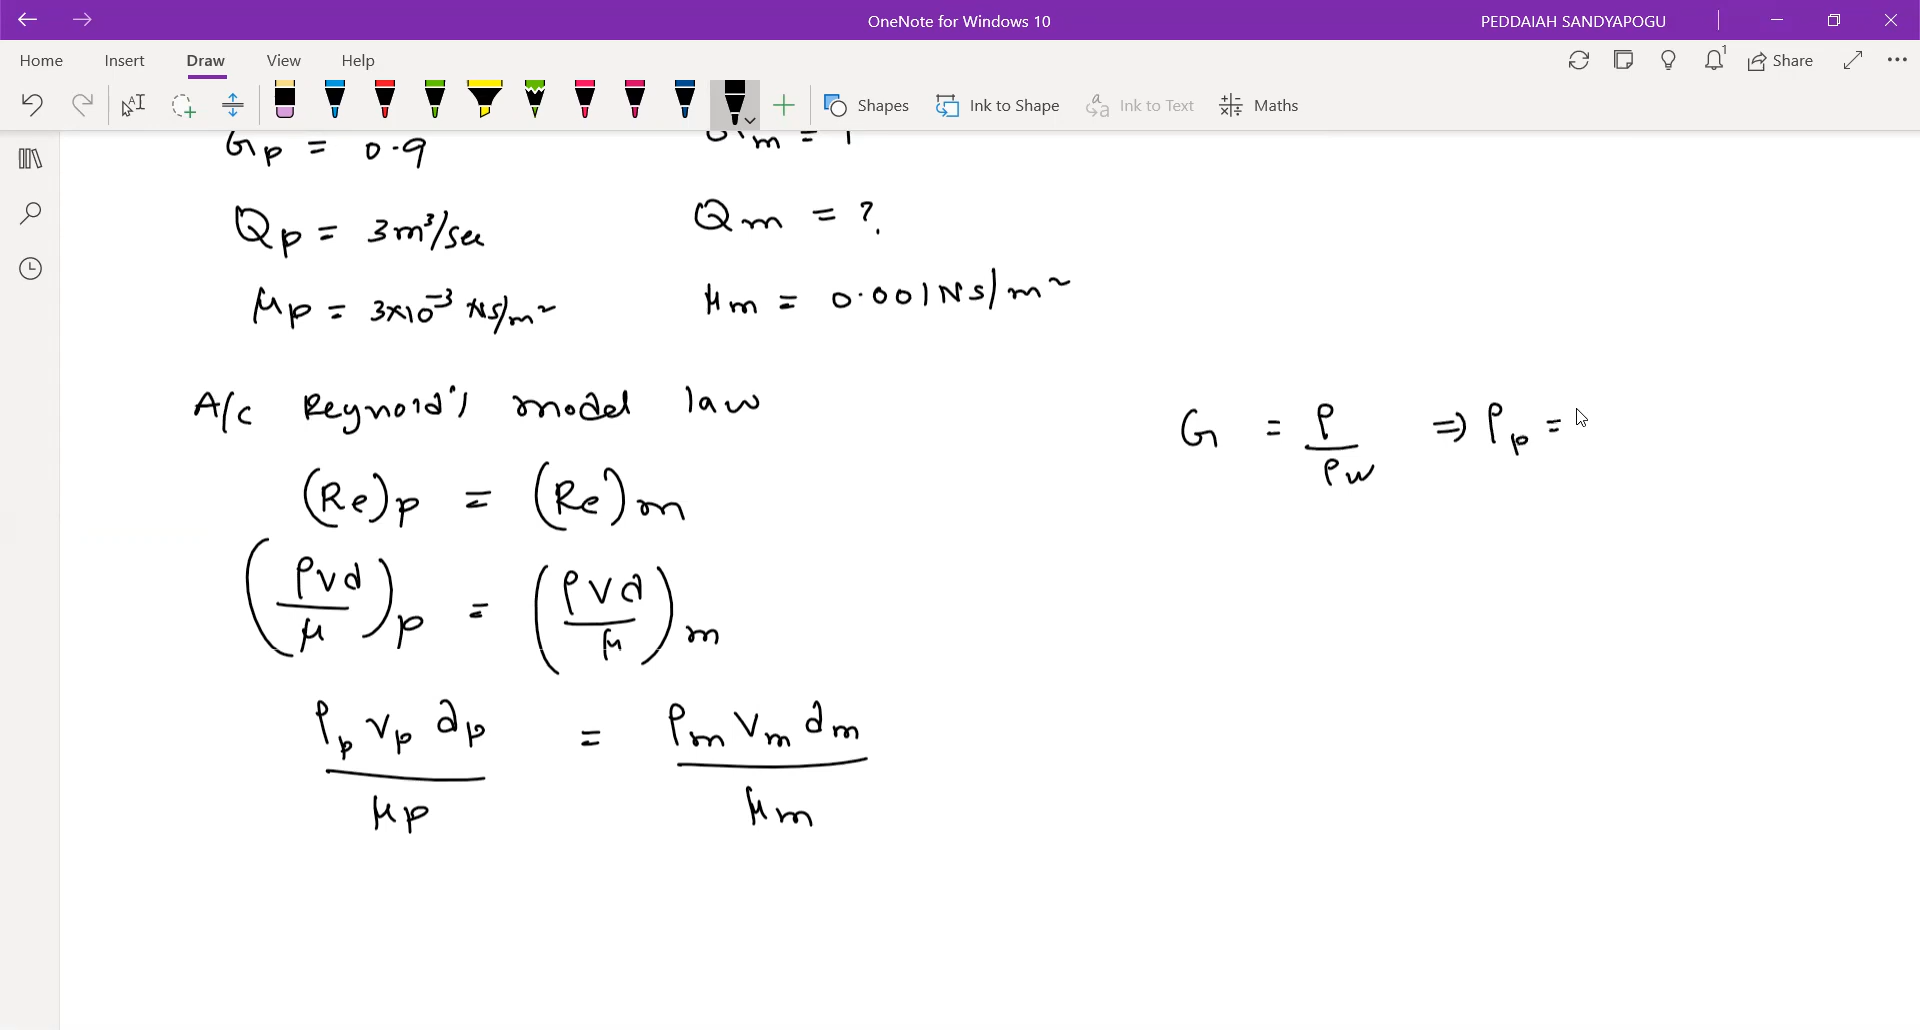 OneNote for Windows 10
PEDDAIAH SANDYAPOGU
Home Insert Draw View Help
1
Share
Shapes Ink to Shape Ink to Text Maths
Gp = 0.9
m = 1
Qp = 3m³/sec
Qm = ?
μp = 3×10⁻³ Ns/m²
μm = 0.001 Ns/m²
A/c Reynold's model law
(Re)p = (Re)m
(ρvd/μ)p = (ρvd/μ)m
ρp vp dp / μp = ρm vm dm / μm
G = ρ/ρw ⇒ ρp =